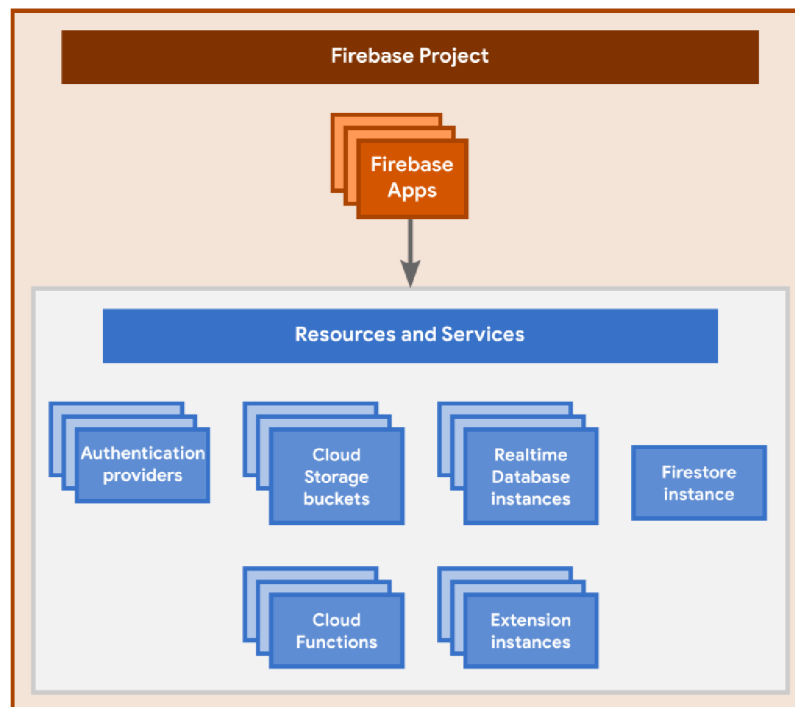 Firebase Project
Firebase
Apps
Resources and Services
Authentication
providers
Cloud
Storage
buckets
Realtime
Database
instances
Firestore
instance
Cloud
Functions
Extension
instances